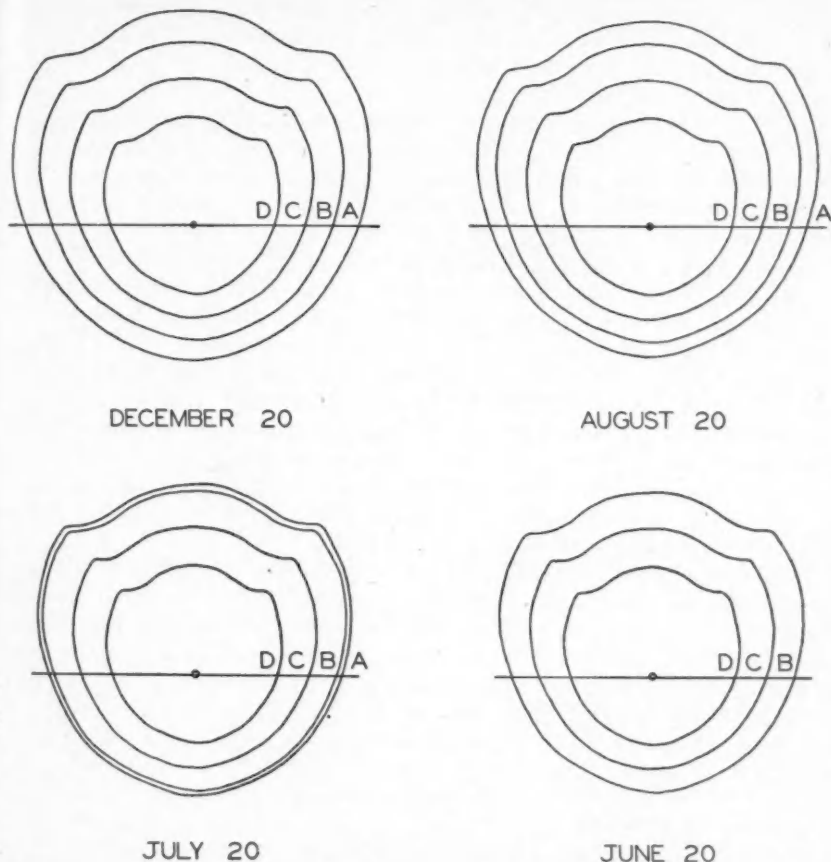 D C B A
D C B A
DECEMBER 20
AUGUST 20
D C B A
D C B
JULY 20
JUNE 20